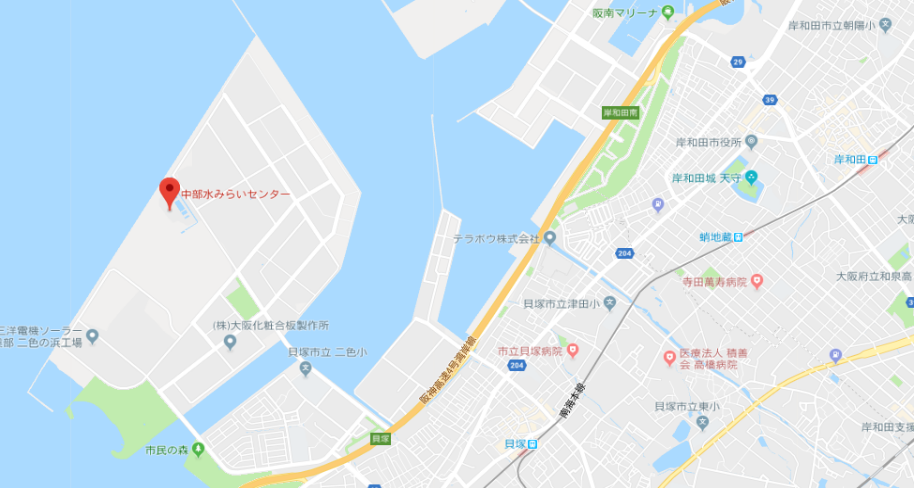 阪南マリーナ
岸和田市立朝陽小
29
39
岸和田南
岸和田市役所
岸和田
岸和田城 天守
中部水みらいセンター
テラボウ株式会社
蛸地蔵
204
寺田萬寿病院
大阪府立和泉高
貝塚市立津田小
(株)大阪化粧合板製作所
三洋電機ソーラー
部 二色の浜工場
貝塚市立 二色小
市立貝塚病院
204
医療法人 積善
会 高橋病院
阪神高速4号湾岸線
南海本線
貝塚市立東小
貝塚
貝塚
市民の森
岸和田支援